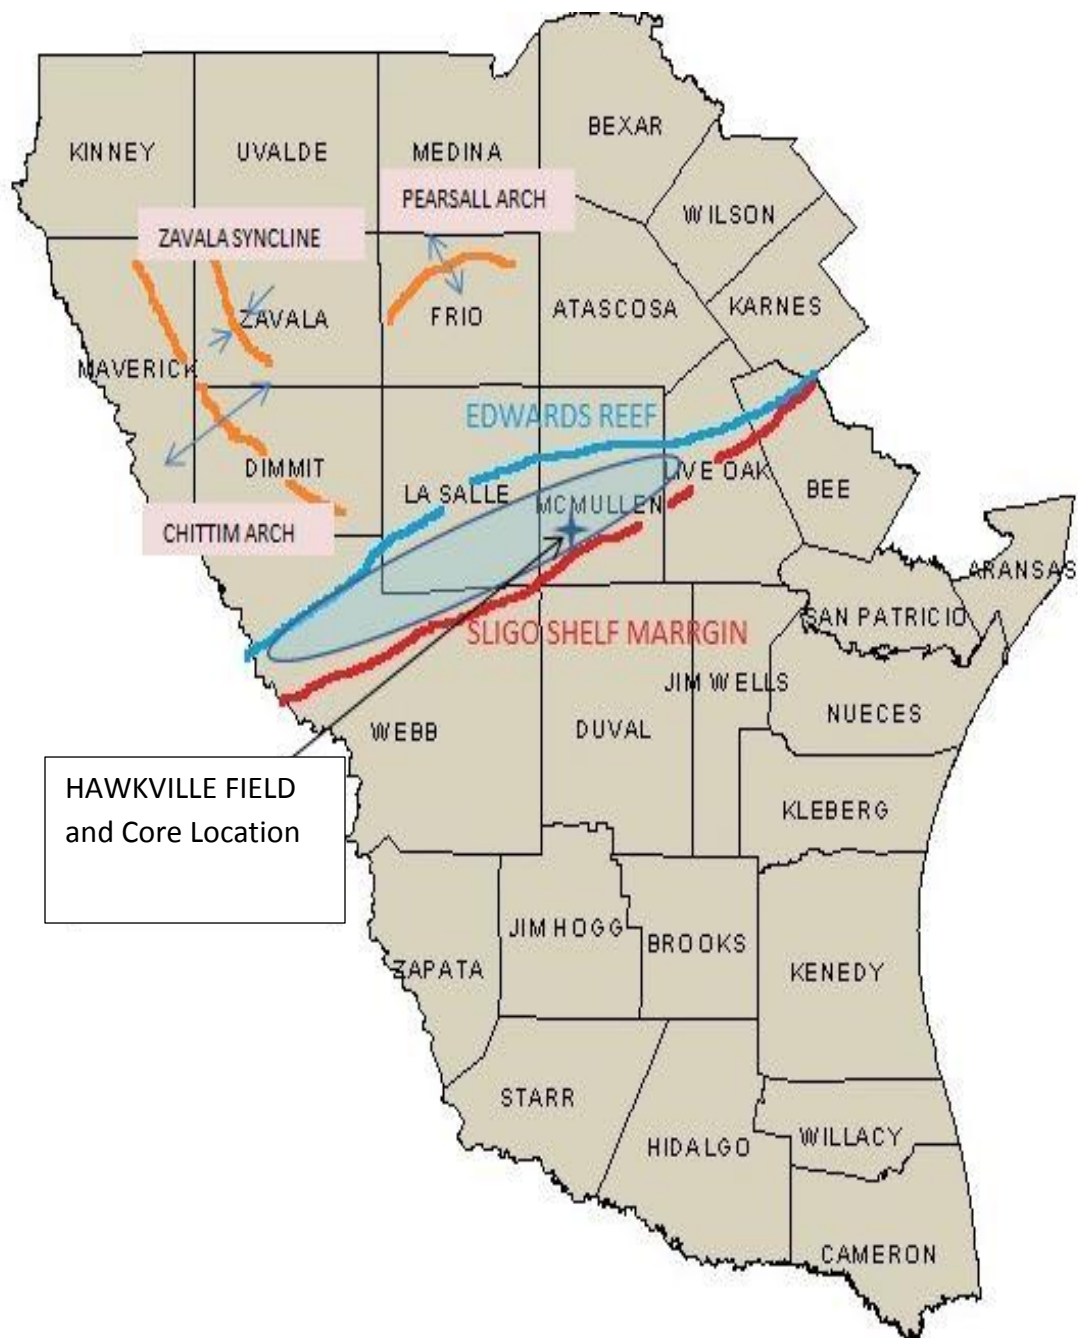 BEXAR
KINNEY
UVALDE
MEDINA
PEARSALL ARCH
WILSON
ZAVALA SYNCLINE
KARNES
ATASCOSA
FRIO
ZAVALA
MAVERICK
EDWARDS REEF
DIMMIT
LIVE OAK
LA SALLE
BEE
MCMULLEN
CHITTIM ARCH
ARANSAS
SAN PATRICIO
SLIGO SHELF MARRGIN
JIM WELLS
NUECES
WEBB
DUVAL
HAWKVILLE FIELD
and Core Location
KLEBERG
JIM HOGG
BROOKS
ZAPATA
KENEDY
STARR
WILLACY
HIDALGO
CAMERON